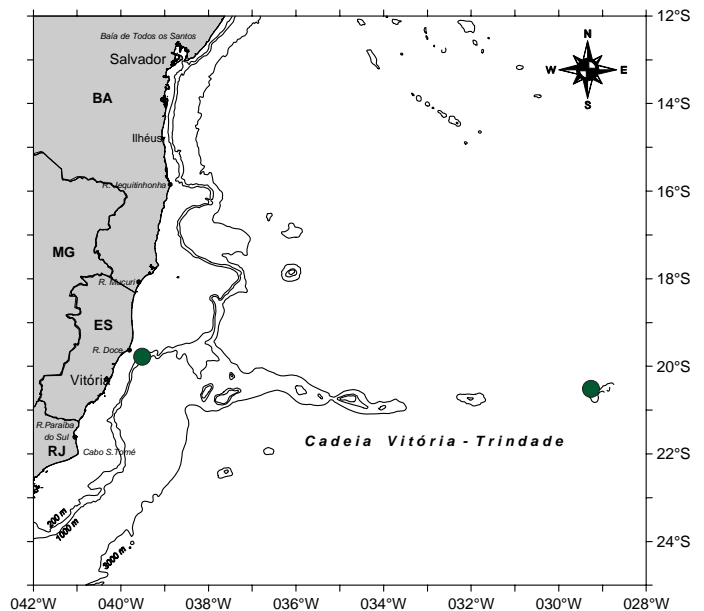 12°S
Baía de Todos os Santos
N
Salvador
W E
S
BA
14°S
Ilhéus
R. Jequitinhonha
16°S
MG
18°S
R. Mucuri
ES
R. Doce
20°S
Vitória
R.Paraíba
do Sul
Cadeia Vitória - Trindade
RJ
Cabo S.Tomé
22°S
200 m
1000 m
3000 m
24°S
042°W 040°W 038°W 036°W 034°W 032°W 030°W 028°W